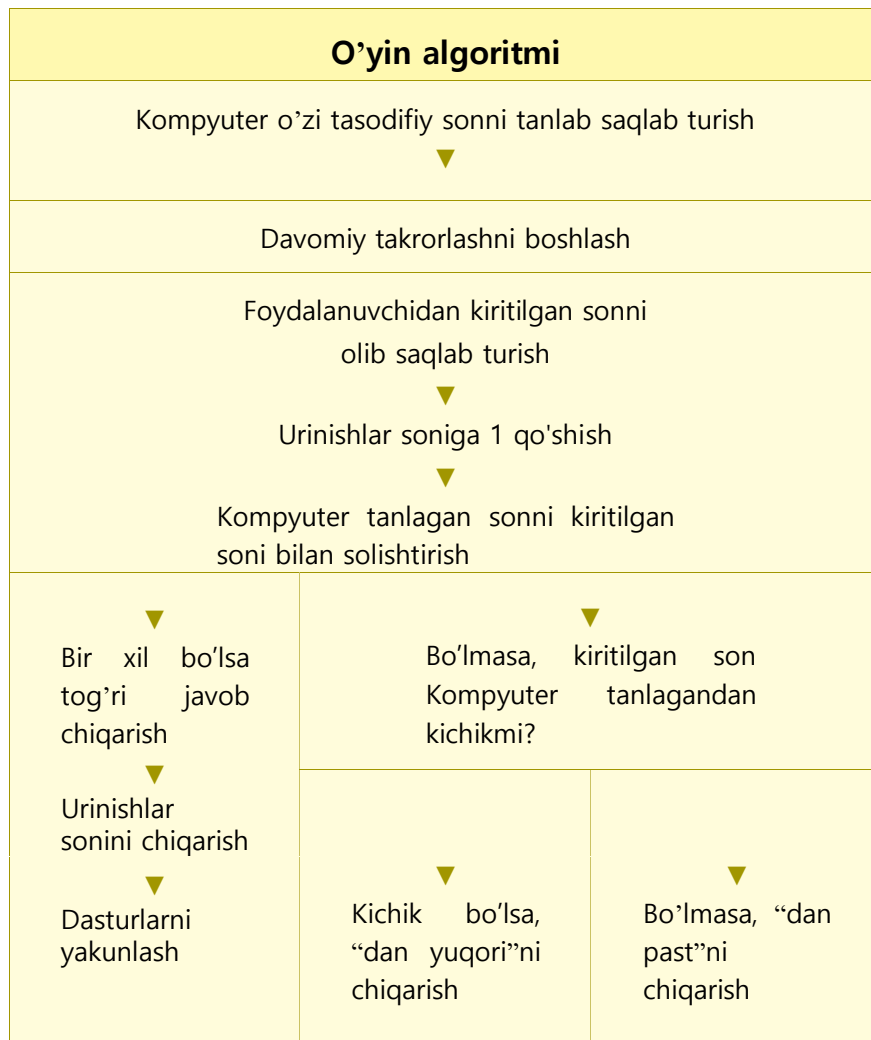 O’yin algoritmi
Kompyuter o’zi tasodifiy sonni tanlab saqlab turish
Davomiy takrorlashni boshlash
Foydalanuvchidan kiritilgan sonni
olib saqlab turish
Urinishlar soniga 1 qo'shish
Kompyuter tanlagan sonni kiritilgan
soni bilan solishtirish
Bir xil bo'lsa
tog’ri javob
chiqarish
Urinishlar
sonini chiqarish
Dasturlarni
yakunlash
Bo'lmasa, kiritilgan son
Kompyuter tanlagandan
kichikmi?
Kichik bo'lsa,
“dan yuqori”ni
chiqarish
Bo’lmasa, “dan
past”ni
chiqarish